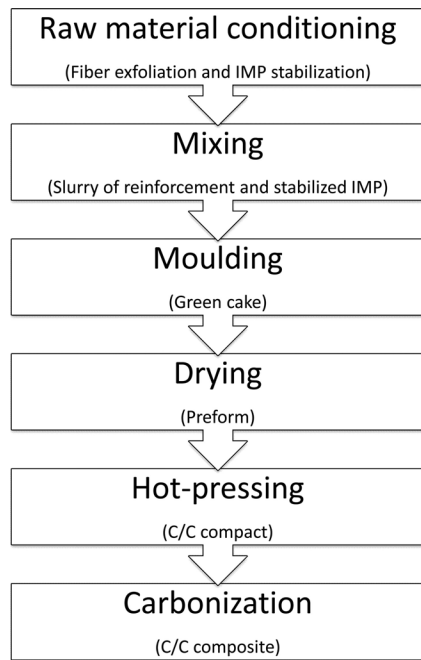 Raw material conditioning
(Fiber exfoliation and IMP stabilization)
Mixing
(Slurry of reinforcement and stabilized IMP)
Moulding
(Green cake)
Drying
(Preform)
Hot-pressing
(C/C compact)
Carbonization
(C/C composite)